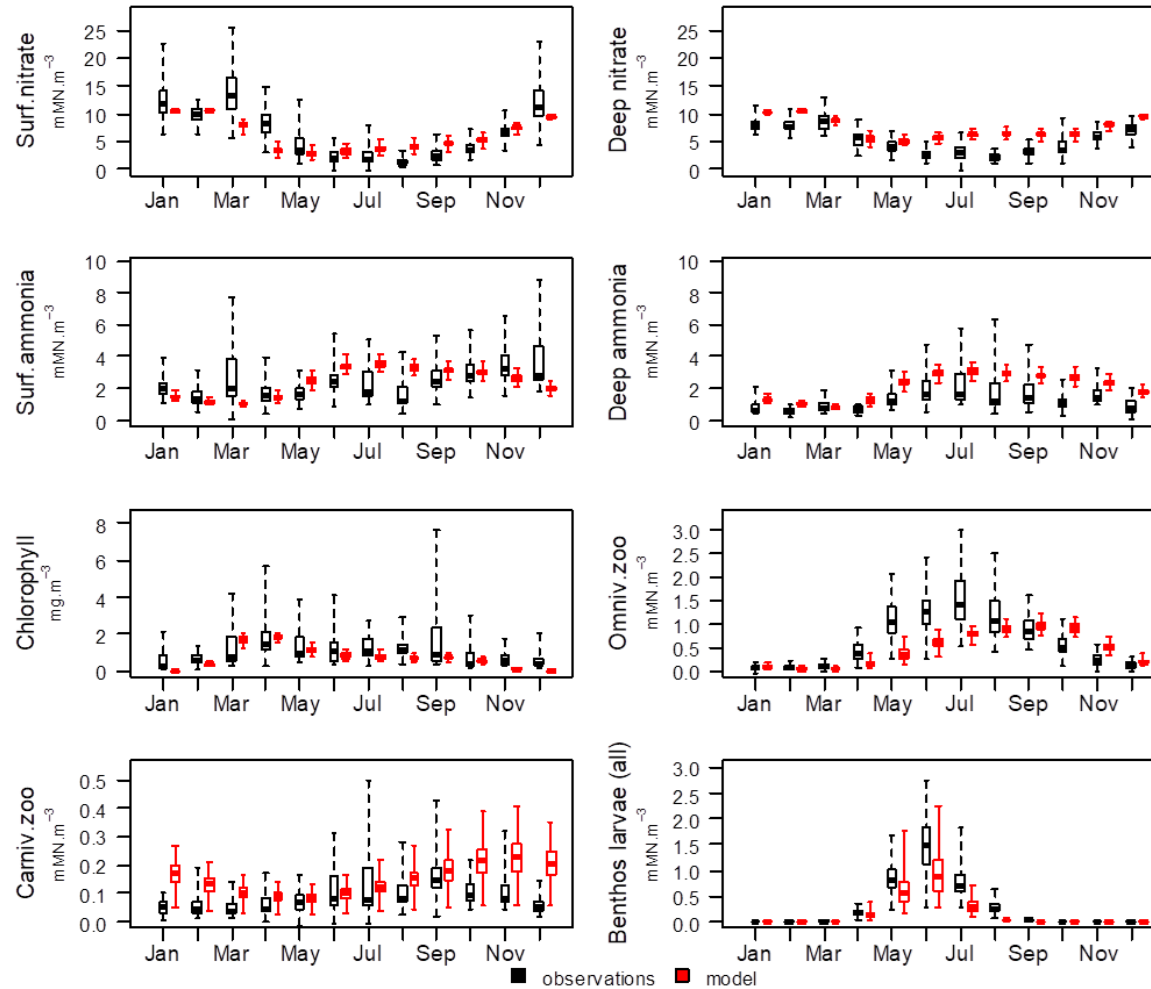 Surf.nitrate
mMN.m⁻³
25
20
15
10
5
0
Jan Mar May Jul Sep Nov
Deep nitrate
mMN.m⁻³
25
20
15
10
5
0
Jan Mar May Jul Sep Nov
Surf.ammonia
mMN.m⁻³
10
8
6
4
2
0
Jan Mar May Jul Sep Nov
Deep ammonia
mMN.m⁻³
10
8
6
4
2
0
Jan Mar May Jul Sep Nov
Chlorophyll
mg.m⁻³
8
6
4
2
0
Jan Mar May Jul Sep Nov
Omniv.zoo
mMN.m⁻³
3.0
2.5
2.0
1.5
1.0
0.5
0.0
Jan Mar May Jul Sep Nov
Carniv.zoo
mMN.m⁻³
0.5
0.4
0.3
0.2
0.1
0.0
Jan Mar May Jul Sep Nov
Benthos larvae (all)
mMN.m⁻³
3.0
2.5
2.0
1.5
1.0
0.5
0.0
Jan Mar May Jul Sep Nov
observations model